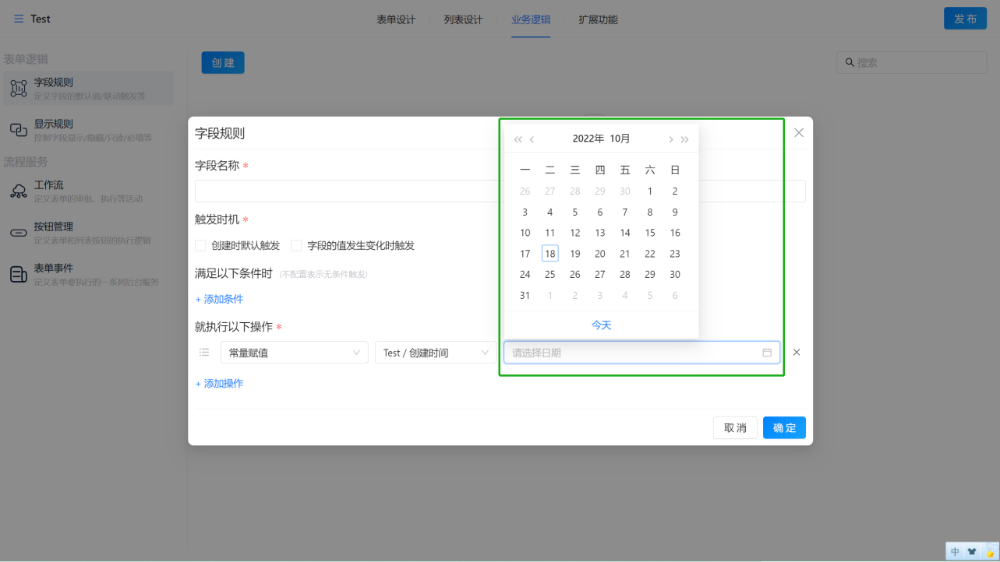 Test
表单设计
列表设计
业务逻辑
扩展功能
发 布
表单逻辑
字段规则
定义字段的默认值/联动触发等
显示规则
控制字段显示/隐藏/只读/必填等
流程服务
工作流
定义表单的审批、执行等活动
按钮管理
定义表单和列表按钮的执行逻辑
表单事件
定义表单要执行的一系列后台服务
创 建
搜索
字段规则
字段名称 *
触发时机 *
创建时默认触发 字段的值发生变化时触发
满足以下条件时 (不配置表示无条件触发)
+ 添加条件
就执行以下操作 *
常量赋值 Test / 创建时间 请选择日期
+ 添加操作
取 消 确 定
2022年 10月
一 二 三 四 五 六 日
26 27 28 29 30 1 2
3 4 5 6 7 8 9
10 11 12 13 14 15 16
17 18 19 20 21 22 23
24 25 26 27 28 29 30
31 1 2 3 4 5 6
今天
中